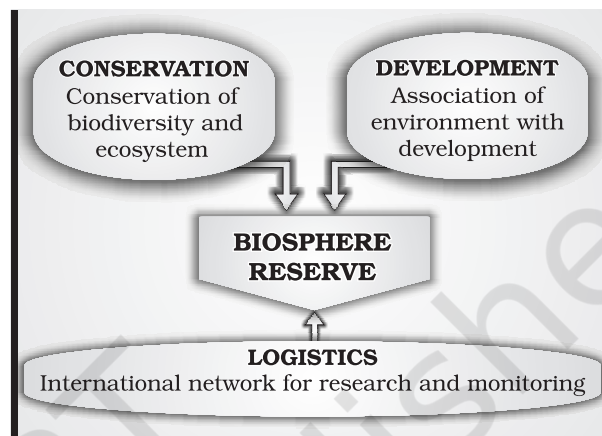 CONSERVATION
Conservation of
biodiversity and
ecosystem
DEVELOPMENT
Association of
environment with
development
BIOSPHERE
RESERVE
LOGISTICS
International network for research and monitoring